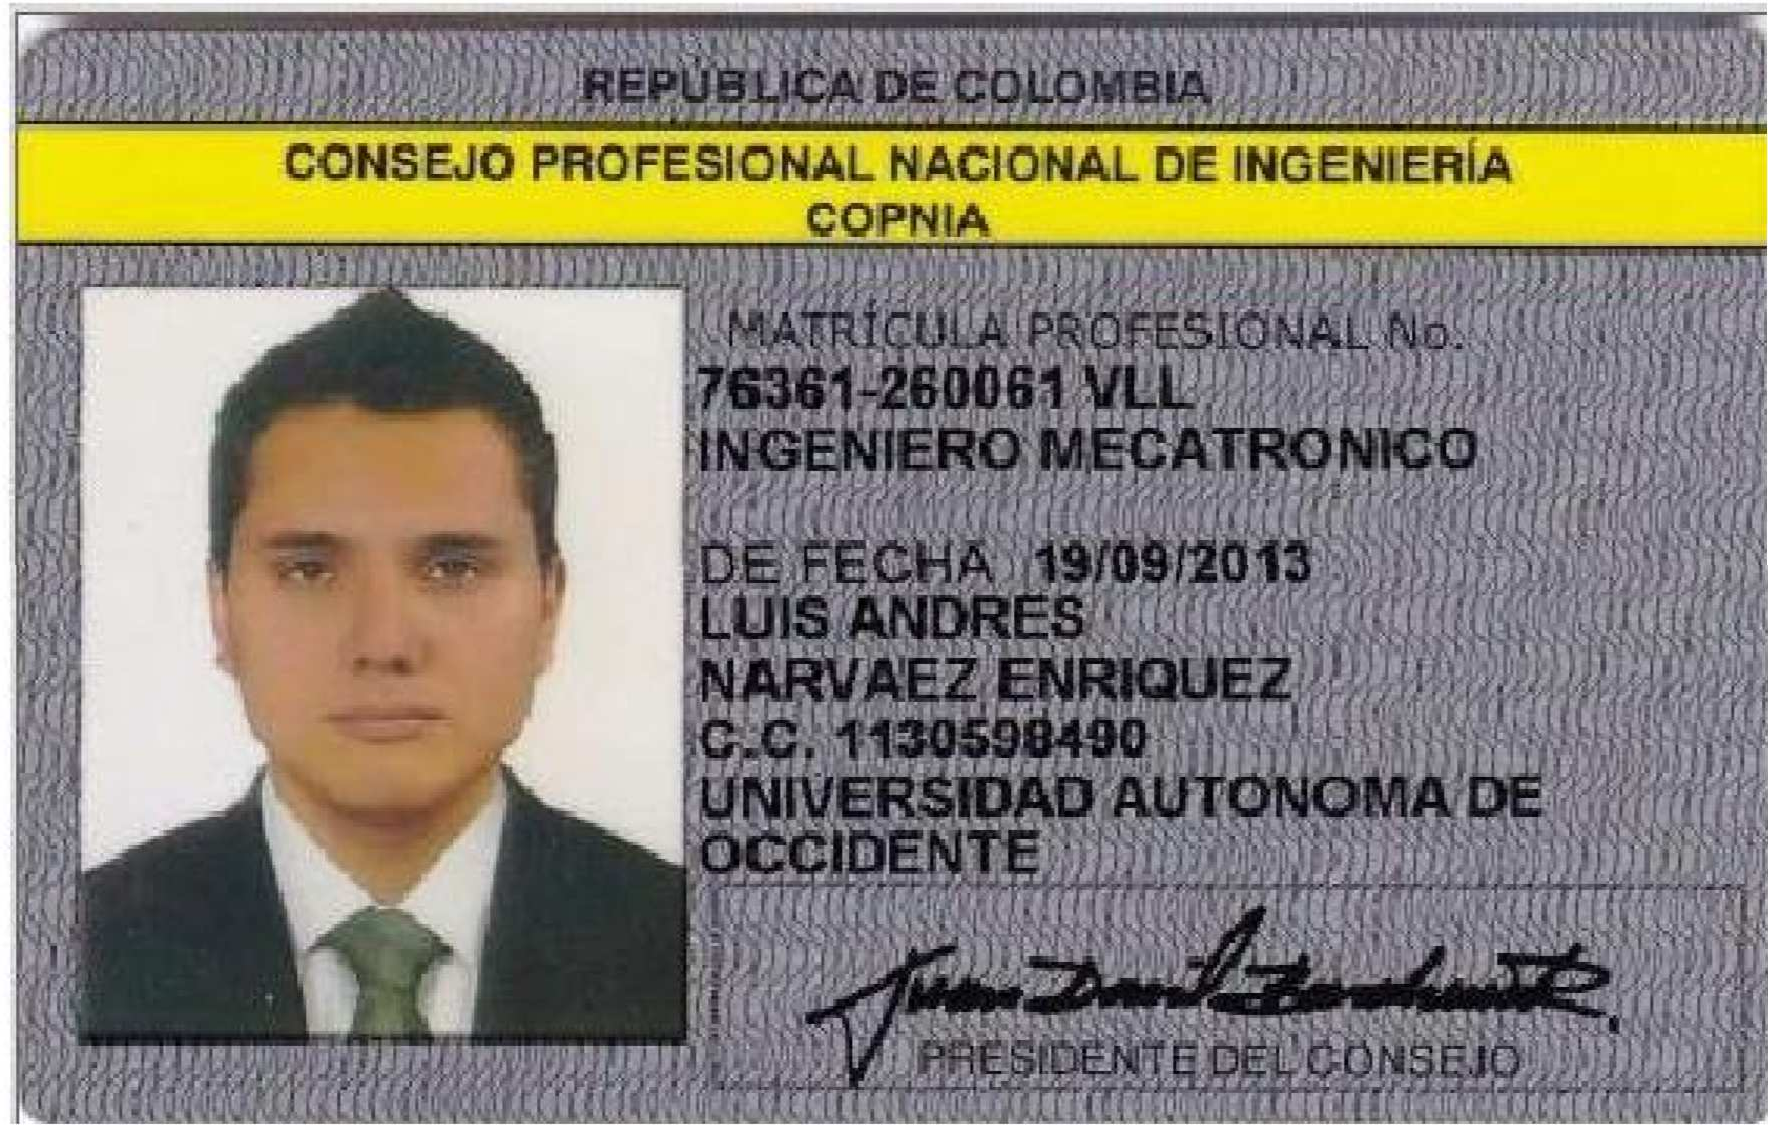 REPÚBLICA DE COLOMBIA
CONSEJO PROFESIONAL NACIONAL DE INGENIERÍA
COPNIA
MATRÍCULA PROFESIONAL No.
76361-260061 VLL
INGENIERO MECATRONICO
DE FECHA 19/09/2013
LUIS ANDRES
NARVAEZ ENRIQUEZ
C.C. 1130598490
UNIVERSIDAD AUTONOMA DE
OCCIDENTE
PRESIDENTE DEL CONSEJO